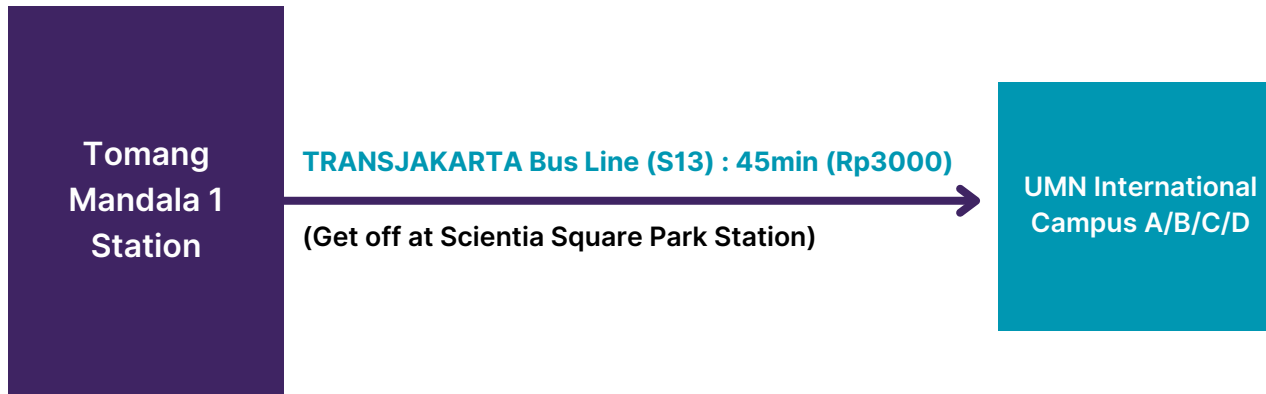 Tomang
Mandala 1
Station
TRANSJAKARTA Bus Line (S13) : 45min (Rp3000)
(Get off at Scientia Square Park Station)
UMN International
Campus A/B/C/D